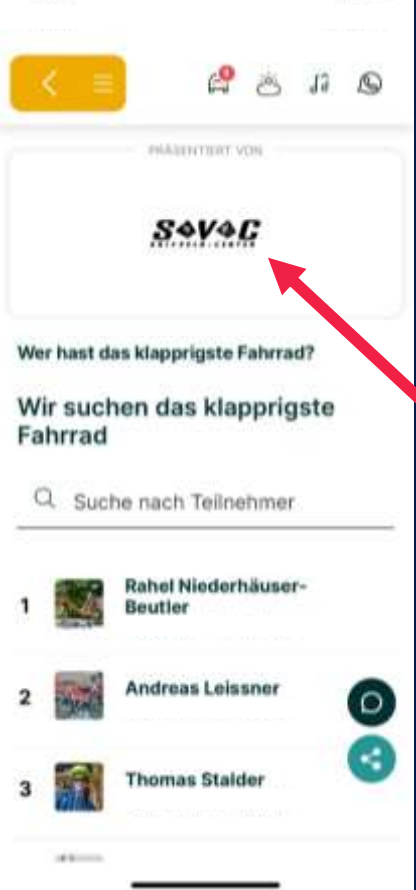 PRÄSENTIERT VON
SOVOC
Wer hast das klapprigste Fahrrad?
Wir suchen das klapprigste
Fahrrad
Suche nach Teilnehmer
1
Rahel Niederhäuser-
Beutler
2
Andreas Leissner
3
Thomas Stalder